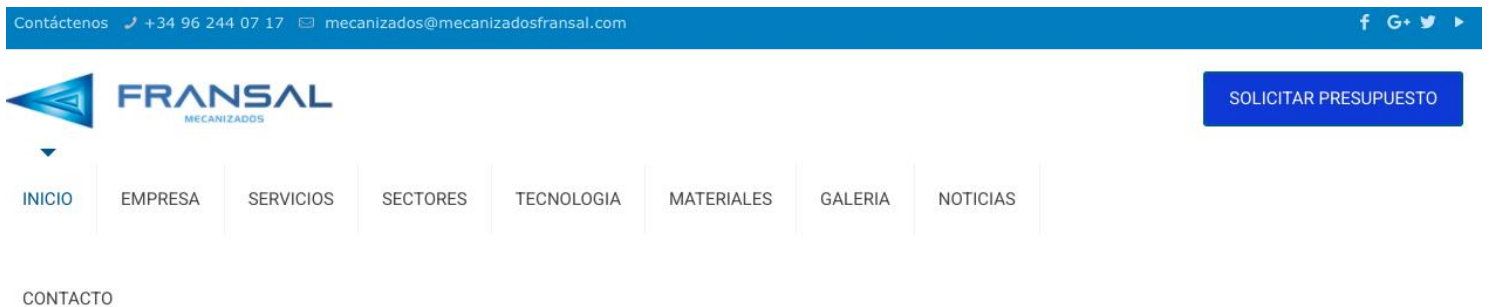 Contáctenos +34 96 244 07 17 mecanizados@mecanizadosfransal.com f G+
FRANSAL
MECANIZADOS
SOLICITAR PRESUPUESTO
INICIO EMPRESA SERVICIOS SECTORES TECNOLOGIA MATERIALES GALERIA NOTICIAS
CONTACTO